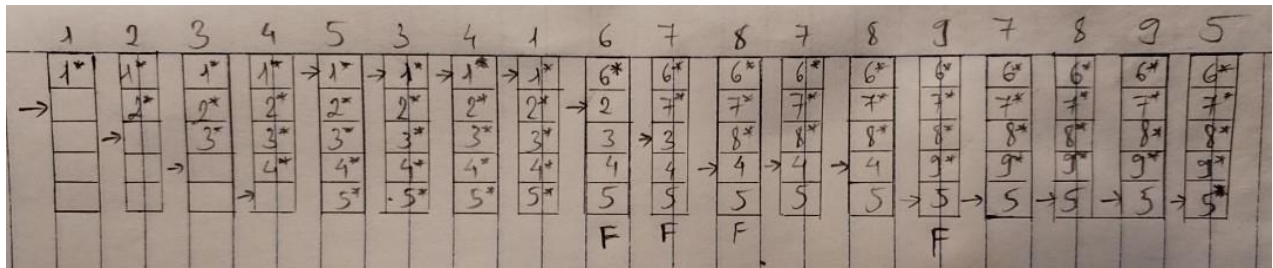 1 2 3 4 5 3 4 1 6 7 8 7 8 9 7 8 9 5
1* 1* 1* 1* →1* →1* →1* →1* 6* 6* 6* 6* 6* 6* 6* 6* 6* 6*
→ 2* 2* 2* 2* 2* 2* 2* →2 7* 7* 7* 7* 7* 7* 7* 7* 7*
→ 3* 3* 3* 3* 3* 3* 3 →3 8* 8* 8* 8* 8* 8* 8* 8*
→ 4* 4* 4* 4* 4* 4 4 →4 →4 →4 9* 9* 9* 9* 9*
→ 5* 5* 5* 5* 5 5 5 5 5 →5 →5 →5 →5 →5*
F F F F